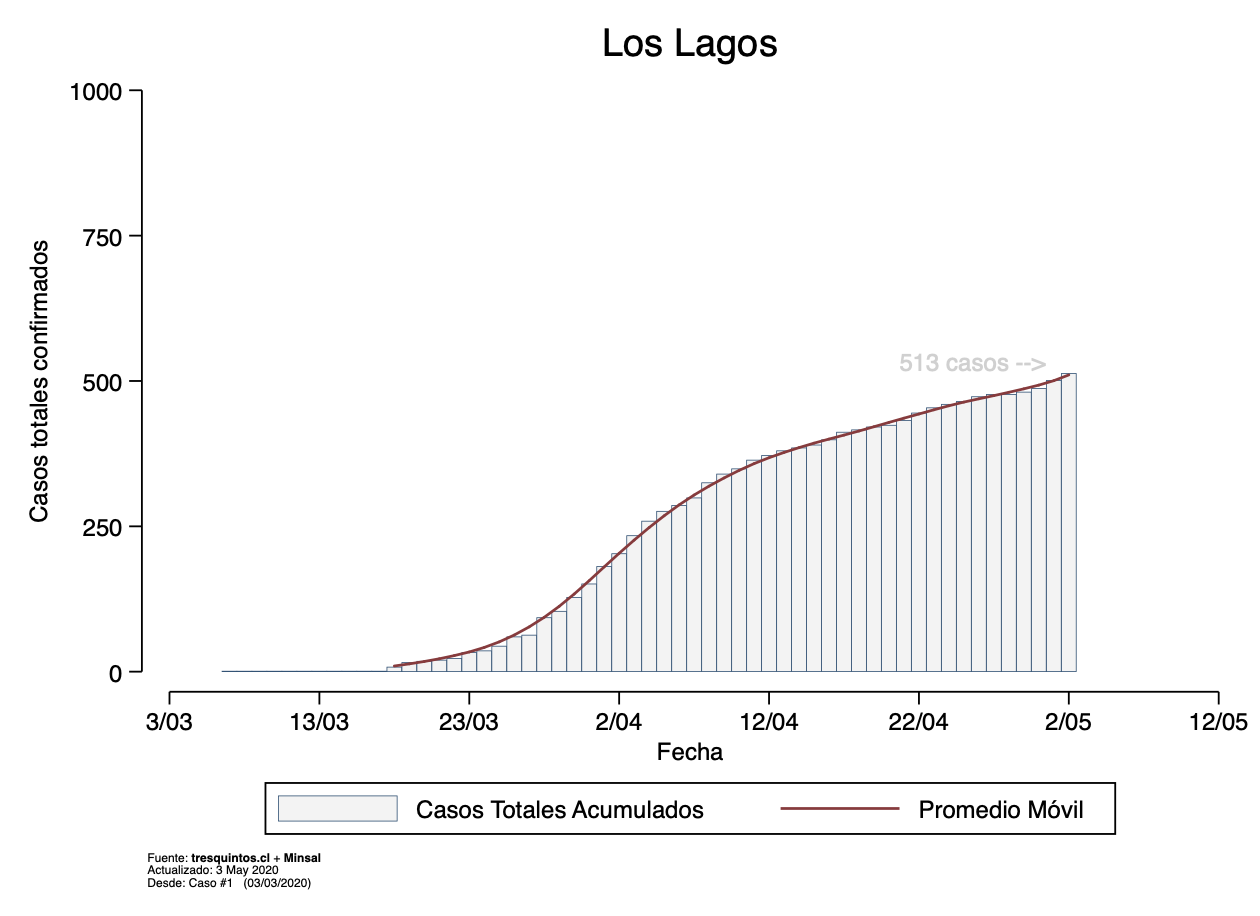 Los Lagos
1000
750
500
250
0
Casos totales confirmados
513 casos -->
3/03 13/03 23/03 2/04 12/04 22/04 2/05 12/05
Fecha
Casos Totales Acumulados Promedio Móvil
Fuente: tresquintos.cl + Minsal
Actualizado: 3 May 2020
Desde: Caso #1 (03/03/2020)